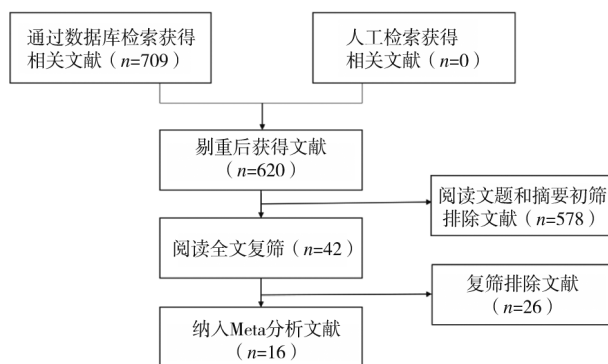 通过数据库检索获得
相关文献（n=709）
人工检索获得
相关文献（n=0）
剔重后获得文献
（n=620）
阅读文题和摘要初筛
排除文献（n=578）
阅读全文复筛（n=42）
复筛排除文献
（n=26）
纳入Meta分析文献
（n=16）